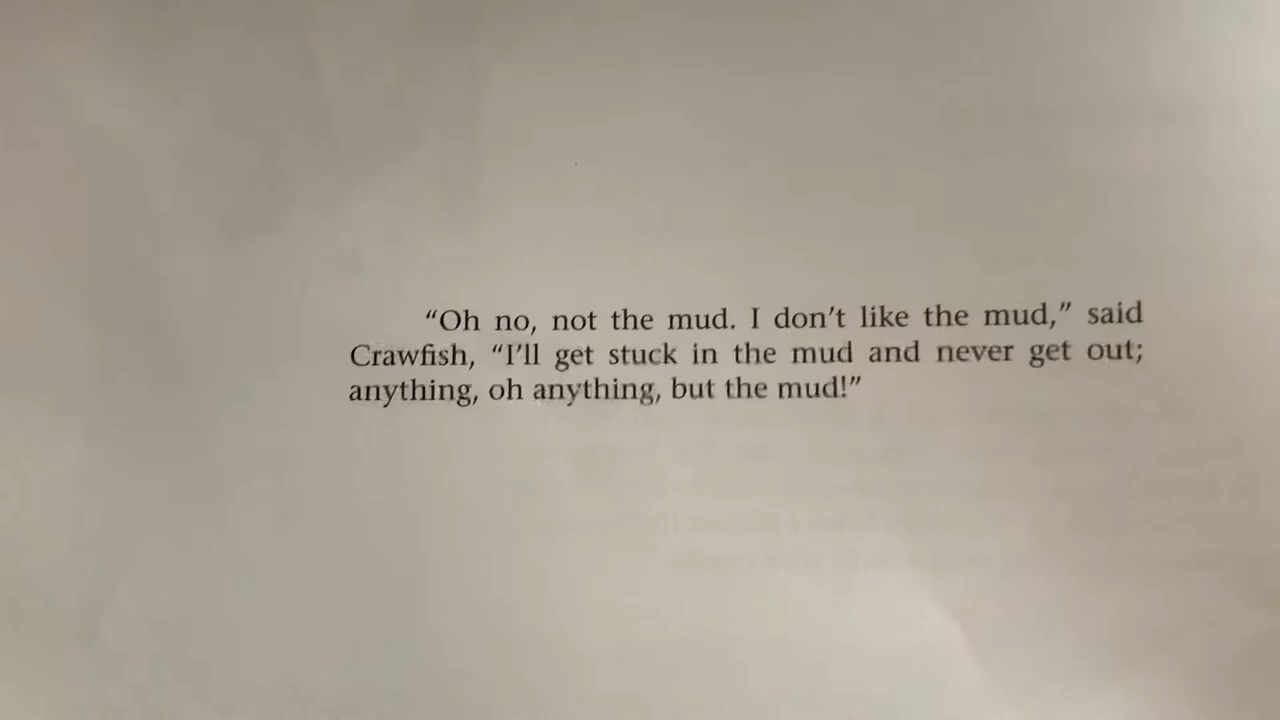 “Oh no, not the mud. I don’t like the mud,” said
Crawfish, “I’ll get stuck in the mud and never get out;
anything, oh anything, but the mud!”